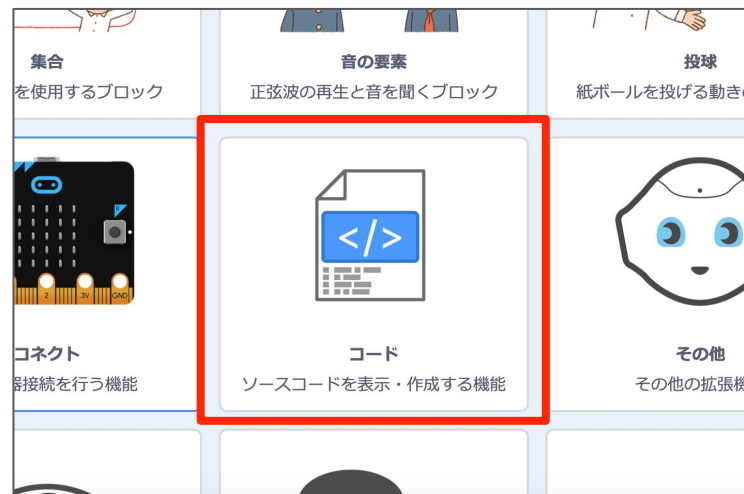 集合
を使用するブロック
音の要素
正弦波の再生と音を聞くブロック
投球
紙ボールを投げる動き
2
3V
GND
コネクト
接続を行う機能
</>
コード
ソースコードを表示・作成する機能
その他
その他の拡張機